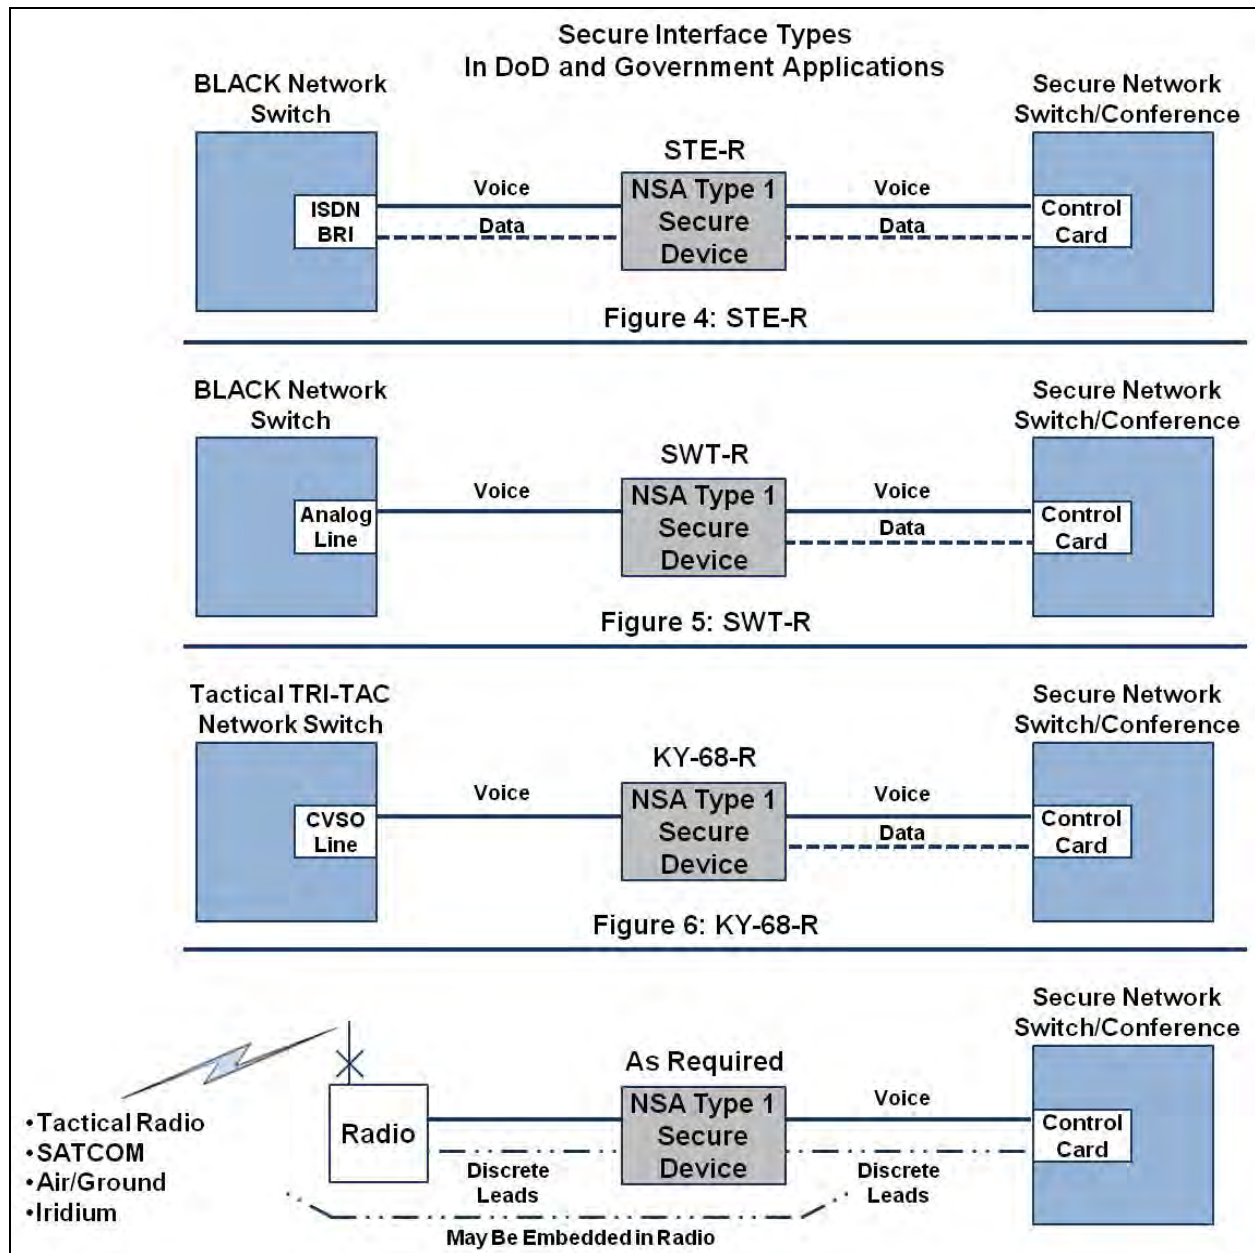 Secure Interface Types
In DoD and Government Applications
BLACK Network
Switch
Secure Network
Switch/Conference
STE-R
ISDN
BRI
Voice
Data
NSA Type 1
Secure
Device
Voice
Data
Control
Card
Figure 4: STE-R
BLACK Network
Switch
Secure Network
Switch/Conference
SWT-R
Analog
Line
Voice
NSA Type 1
Secure
Device
Voice
Data
Control
Card
Figure 5: SWT-R
Tactical TRI-TAC
Network Switch
Secure Network
Switch/Conference
KY-68-R
CVSO
Line
Voice
NSA Type 1
Secure
Device
Voice
Data
Control
Card
Figure 6: KY-68-R
Secure Network
Switch/Conference
As Required
•Tactical Radio
•SATCOM
•Air/Ground
•Iridium
Radio
Discrete
Leads
NSA Type 1
Secure
Device
Voice
Discrete
Leads
Control
Card
May Be Embedded in Radio